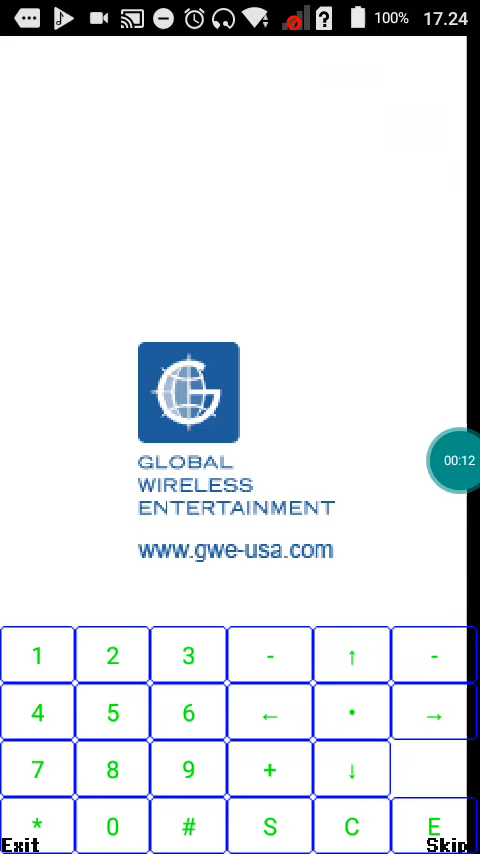 100% 17.24
GLOBAL
WIRELESS
ENTERTAINMENT
www.gwe-usa.com
00:12
1 2 3 - ↑ -
4 5 6 ← • →
7 8 9 + ↓
* 0 # S C E
Exit Skip